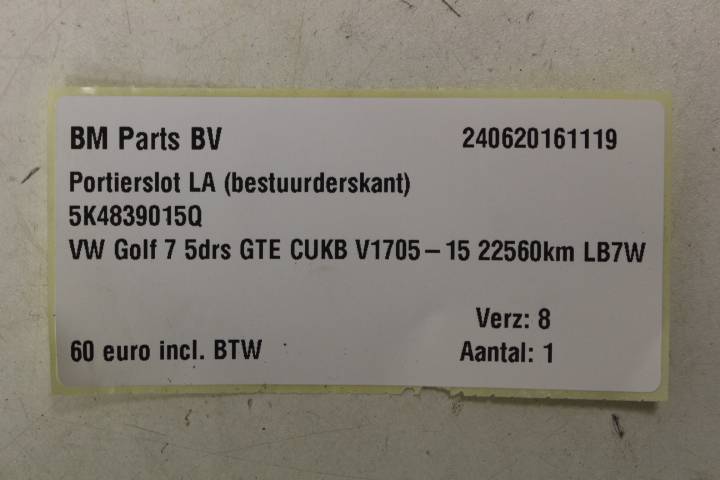 BM Parts BV 240620161119
Portierslot LA (bestuurderskant)
5K4839015Q
VW Golf 7 5drs GTE CUKB V1705-15 22560km LB7W
Verz: 8
60 euro incl. BTW Aantal: 1